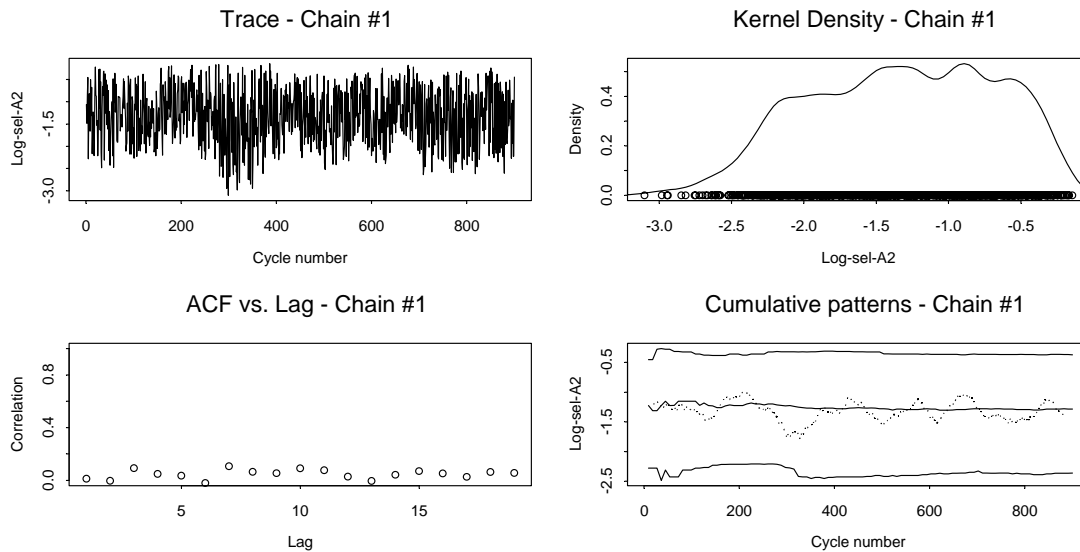 Trace - Chain #1
Log-sel-A2
-1.5
-3.0
0 200 400 600 800
Cycle number
Kernel Density - Chain #1
Density
0.4
0.2
0.0
-3.0 -2.5 -2.0 -1.5 -1.0 -0.5
Log-sel-A2
ACF vs. Lag - Chain #1
Correlation
0.8
0.4
0.0
5 10 15
Lag
Cumulative patterns - Chain #1
Log-sel-A2
-0.5
-1.5
-2.5
0 200 400 600 800
Cycle number